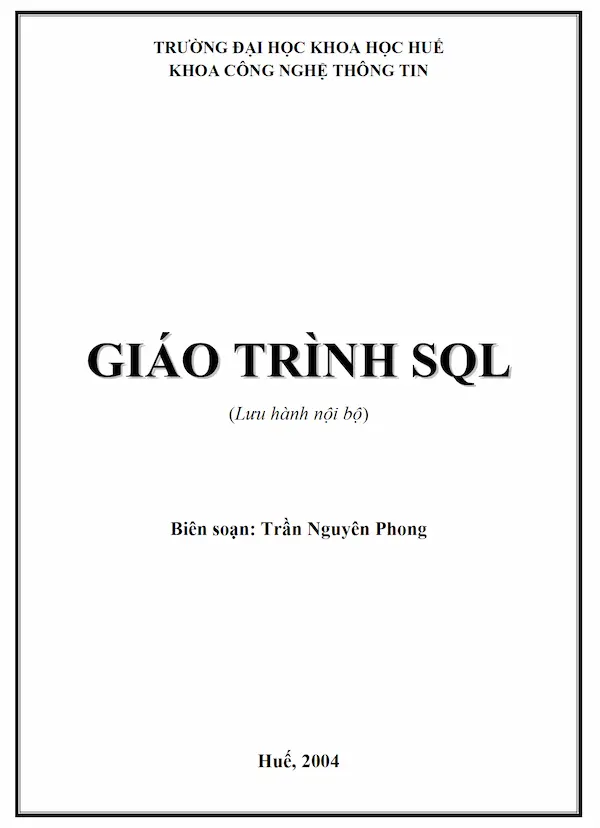 TRƯỜNG ĐẠI HỌC KHOA HỌC HUẾ
KHOA CÔNG NGHỆ THÔNG TIN
GIÁO TRÌNH SQL
(Lưu hành nội bộ)
Biên soạn: Trần Nguyên Phong
Huế, 2004